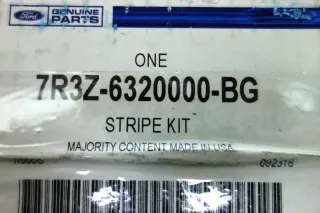 Ford GENUINE PARTS
ONE
7R3Z-6320000-BG
STRIPE KIT
MAJORITY CONTENT MADE IN USA
092316